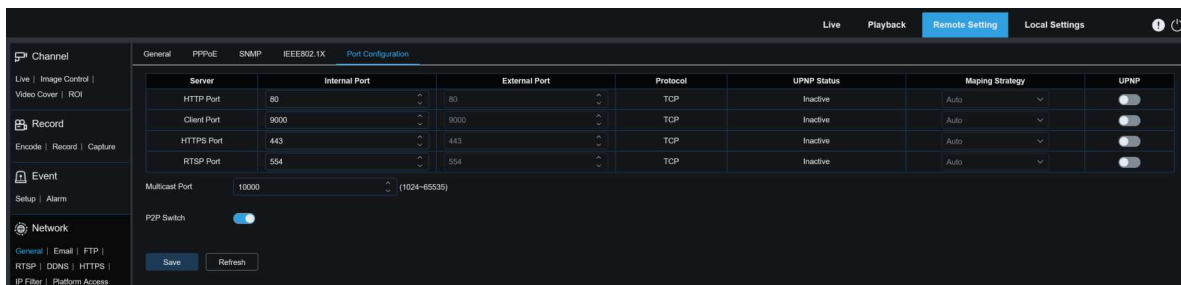 Live Playback Remote Setting Local Settings
Channel
Live | Image Control |
Video Cover | ROI
Record
Encode | Record | Capture
Event
Setup | Alarm
Network
General | Email | FTP |
RTSP | DDNS | HTTPS |
IP Filter | Platform Access
General PPPoE SNMP IEEE802.1X Port Configuration
Server Internal Port External Port Protocol UPNP Status Maping Strategy UPNP
HTTP Port 80 80 TCP Inactive Auto
Client Port 9000 9000 TCP Inactive Auto
HTTPS Port 443 443 TCP Inactive Auto
RTSP Port 554 554 TCP Inactive Auto
Multicast Port 10000 (1024~65535)
P2P Switch
Save Refresh